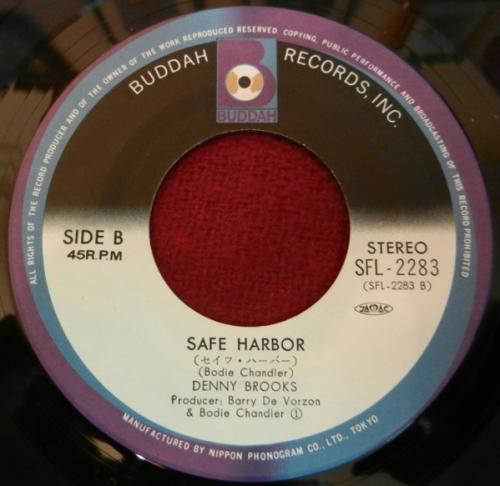 ALL RIGHTS OF THE RECORD PRODUCER AND OF THE OWNER OF THE WORK REPRODUCED RESERVED. COPYING, PUBLIC PERFORMANCE AND BROADCASTING OF THIS RECORD PROHIBITED
BUDDAH RECORDS, INC.
B
BUDDAH
SIDE B
45R.P.M
STEREO
SFL-2283
(SFL-2283 B)
JASRAC
SAFE HARBOR
(セイフ・ハーバー)
(Bodie Chandler)
DENNY BROOKS
Producer: Barry De Vorzon
& Bodie Chandler ①
MANUFACTURED BY NIPPON PHONOGRAM CO., LTD., TOKYO